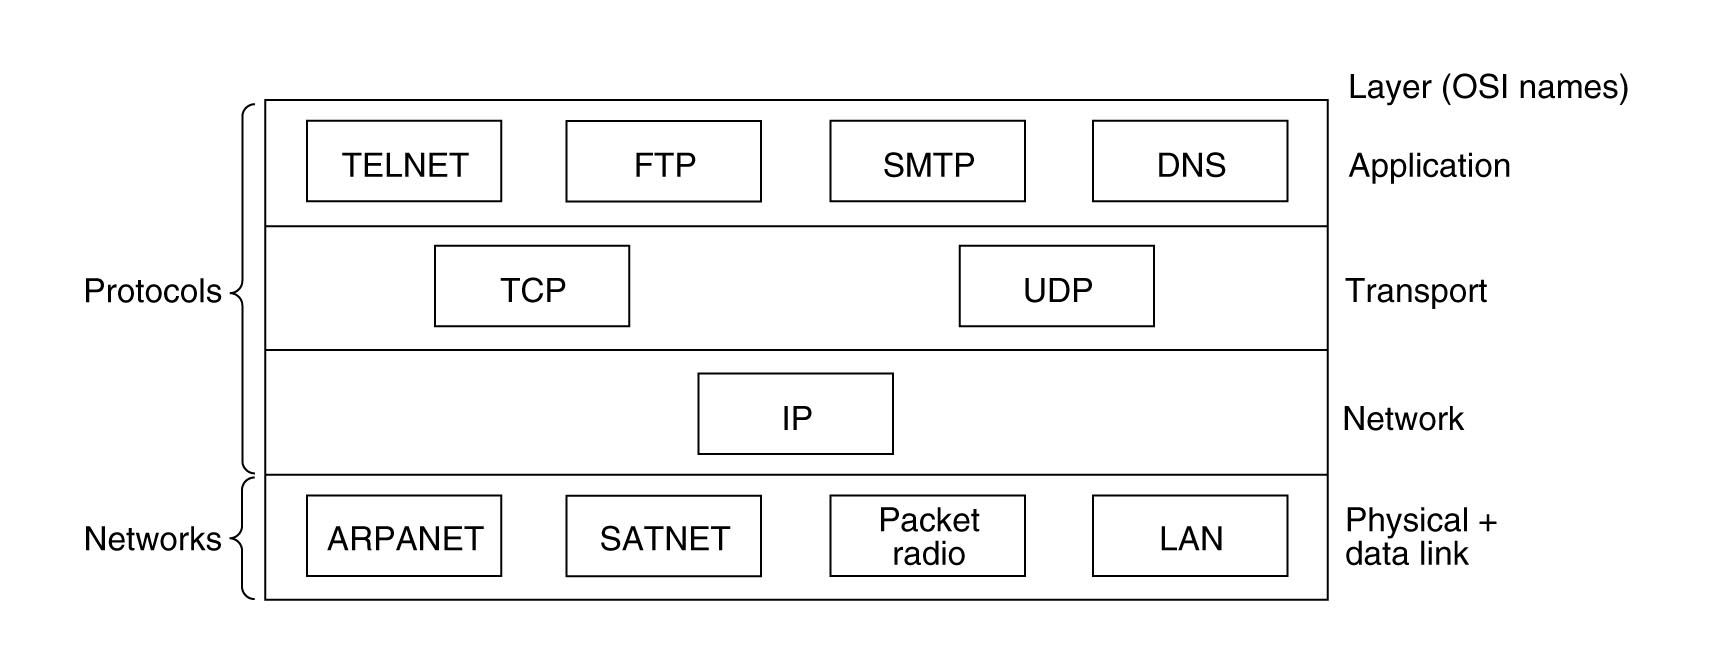 Layer (OSI names)
TELNET FTP SMTP DNS Application
Protocols TCP UDP Transport
IP Network
Networks ARPANET SATNET Packet radio LAN Physical +
data link